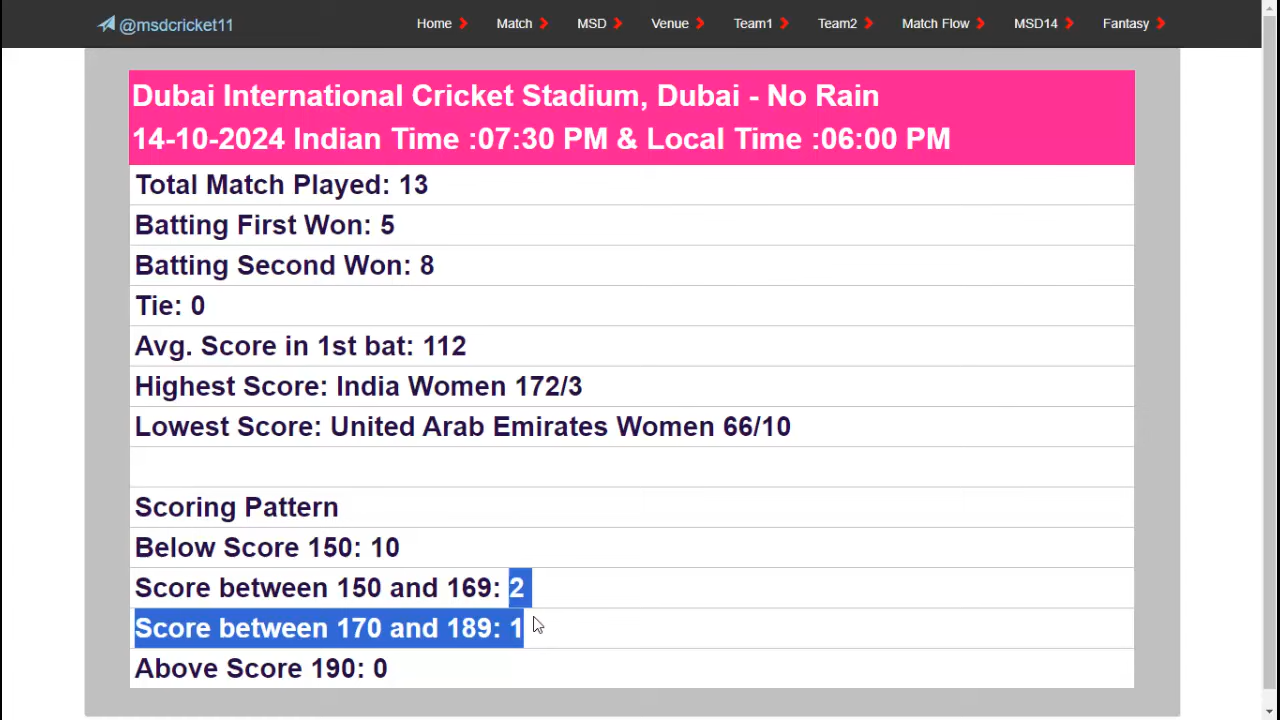 @msdcricket11 Home Match MSD Venue Team1 Team2 Match Flow MSD14 Fantasy
Dubai International Cricket Stadium, Dubai - No Rain
14-10-2024 Indian Time :07:30 PM & Local Time :06:00 PM
Total Match Played: 13
Batting First Won: 5
Batting Second Won: 8
Tie: 0
Avg. Score in 1st bat: 112
Highest Score: India Women 172/3
Lowest Score: United Arab Emirates Women 66/10
Scoring Pattern
Below Score 150: 10
Score between 150 and 169: 2
Score between 170 and 189: 1
Above Score 190: 0